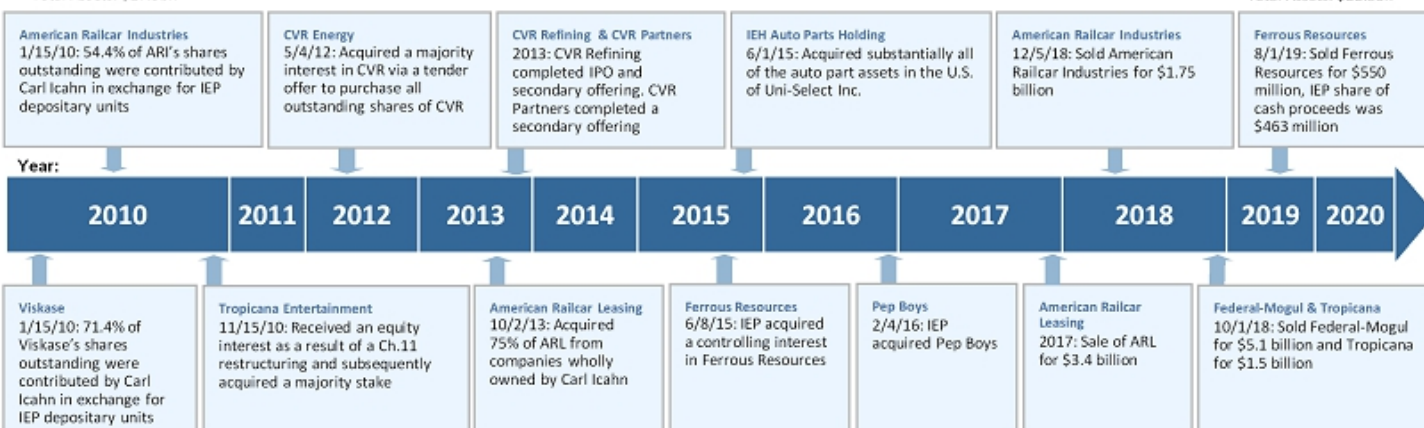 American Railcar Industries
1/15/10: 54.4% of ARI's shares
outstanding were contributed by
Carl Icahn in exchange for IEP
depositary units
CVR Energy
5/4/12: Acquired a majority
interest in CVR via a tender
offer to purchase all
outstanding shares of CVR
CVR Refining & CVR Partners
2013: CVR Refining
completed IPO and
secondary offering. CVR
Partners completed a
secondary offering
IEH Auto Parts Holding
6/1/15: Acquired substantially all
of the auto part assets in the U.S.
of Uni-Select Inc.
American Railcar Industries
12/5/18: Sold American
Railcar Industries for $1.75
billion
Ferrous Resources
8/1/19: Sold Ferrous
Resources for $550
million, IEP share of
cash proceeds was
$463 million
Year:
2010 2011 2012 2013 2014 2015 2016 2017 2018 2019 2020
Viskase
1/15/10: 71.4% of
Viskase's shares
outstanding were
contributed by Carl
Icahn in exchange for
IEP depositary units
Tropicana Entertainment
11/15/10: Received an equity
interest as a result of a Ch.11
restructuring and subsequently
acquired a majority stake
American Railcar Leasing
10/2/13: Acquired
75% of ARL from
companies wholly
owned by Carl Icahn
Ferrous Resources
6/8/15: IEP acquired
a controlling interest
in Ferrous Resources
Pep Boys
2/4/16: IEP
acquired Pep Boys
American Railcar
Leasing
2017: Sale of ARL
for $3.4 billion
Federal-Mogul & Tropicana
10/1/18: Sold Federal-Mogul
for $5.1 billion and Tropicana
for $1.5 billion